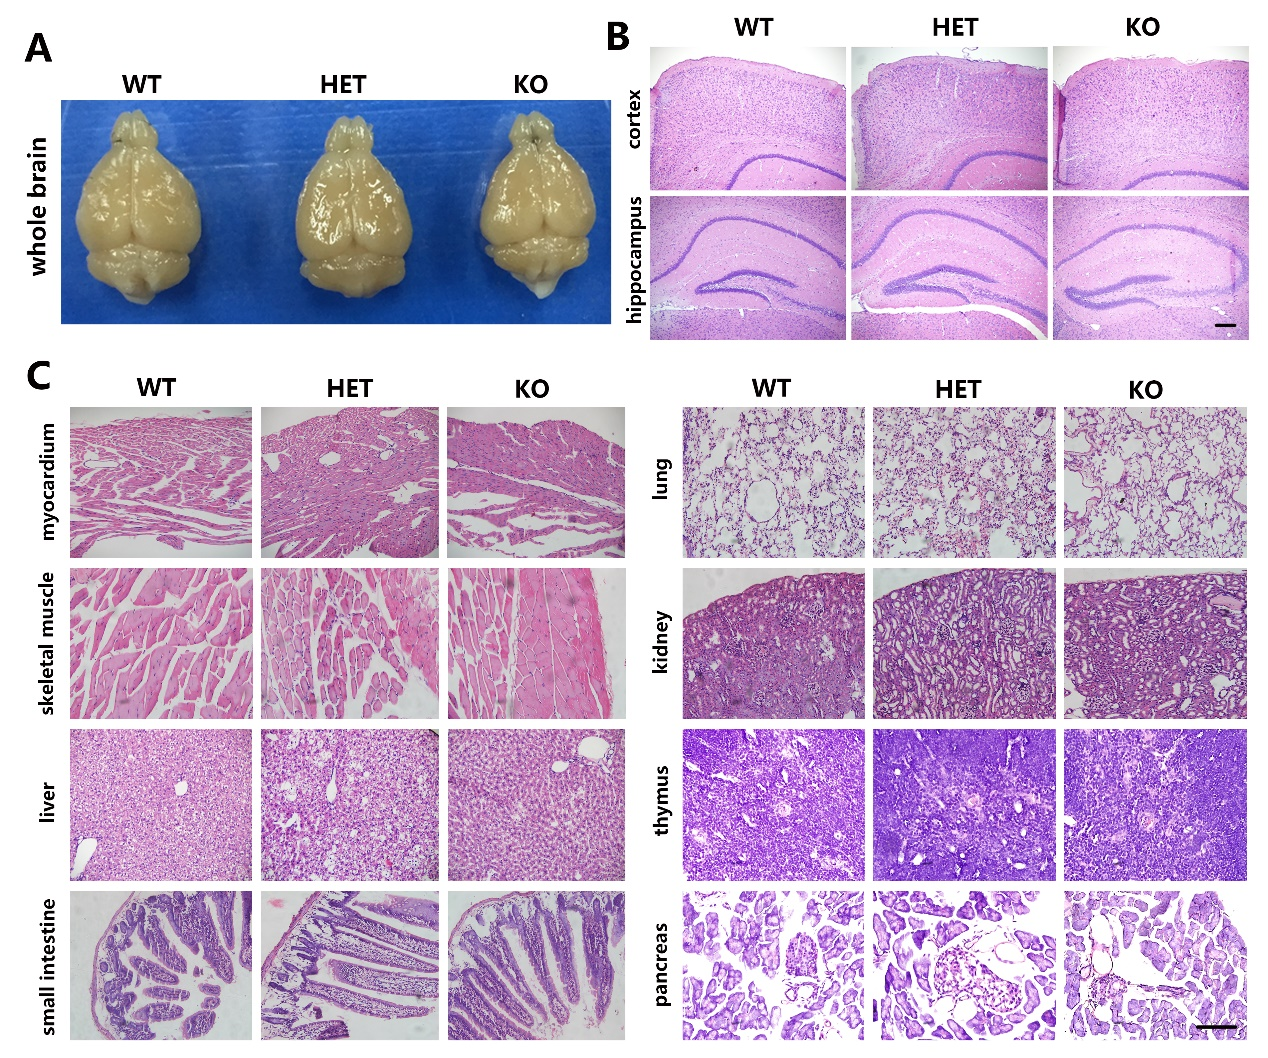 A
WT HET KO
whole brain
B
WT HET KO
cortex
hippocampus
C
WT HET KO
myocardium
skeletal muscle
liver
small intestine
WT HET KO
lung
kidney
thymus
pancreas